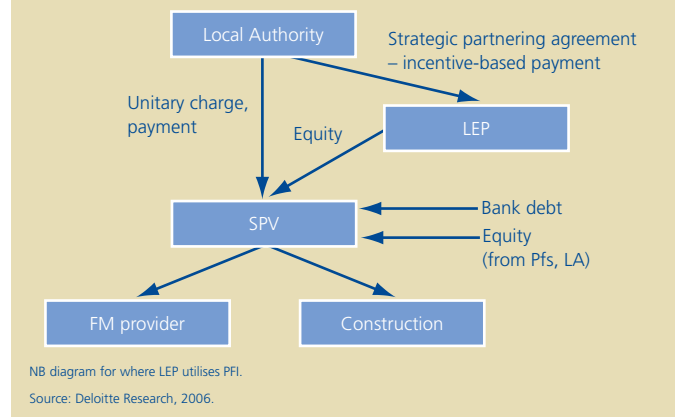 Local Authority
Strategic partnering agreement
– incentive-based payment
Unitary charge,
payment
Equity
LEP
SPV
Bank debt
Equity
(from Pfs, LA)
FM provider
Construction
NB diagram for where LEP utilises PFI.
Source: Deloitte Research, 2006.